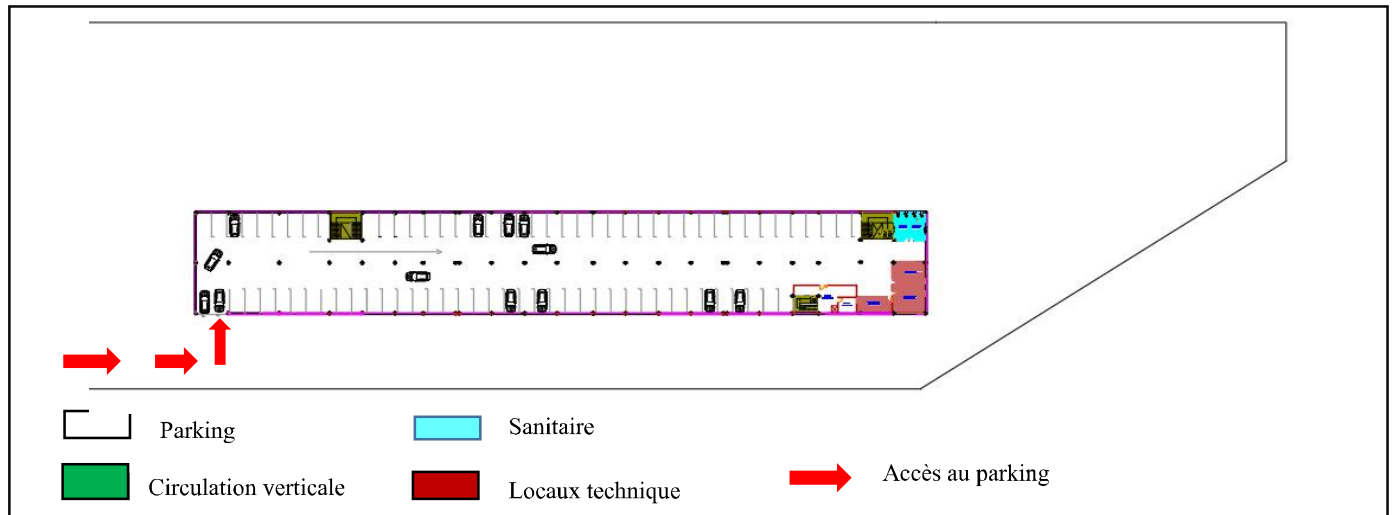 Parking
Sanitaire
Circulation verticale
Locaux technique
Accès au parking